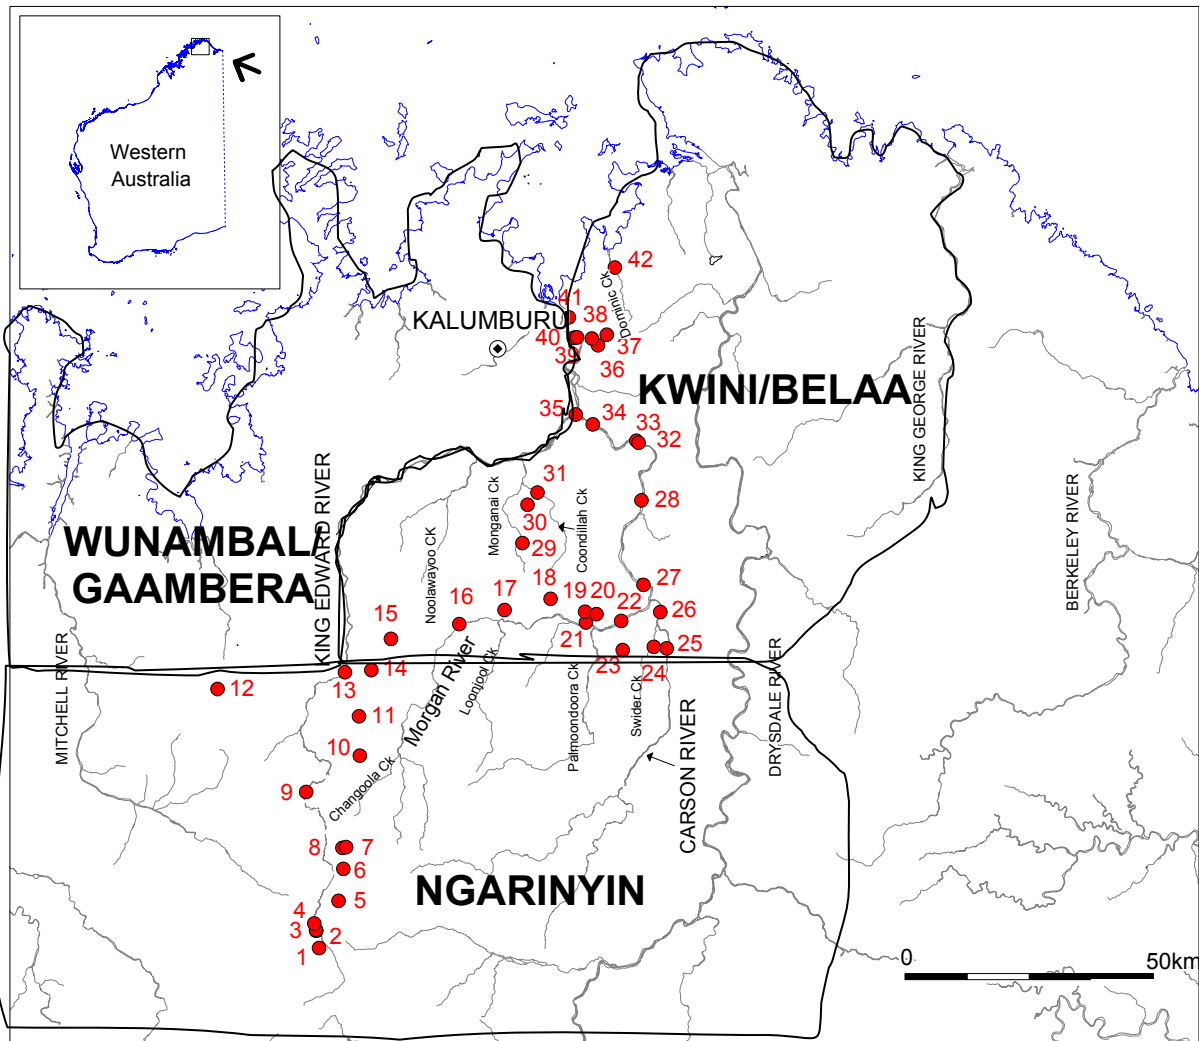 Western
Australia
42
Dominic Ck
41
38
KALUMBURU
40
37
39
36
KWINI/BELAA
KING GEORGE RIVER
35
34
33
32
31
28
30
29
Monganai Ck
Coondillah Ck
Noolawayoo CK
KING EDWARD RIVER
BERKELEY RIVER
WUNAMBAL/
GAAMBERA
27
18
17
19
20
22
26
16
15
21
25
23
24
14
13
12
MITCHELL RIVER
Morgan River
Loonjool Ck
Palmoondoora Ck
Swider Ck
CARSON RIVER
DRYSDALE RIVER
11
10
9
Changoola Ck
8
7
6
NGARINYIN
5
4
3
2
1
0
50km